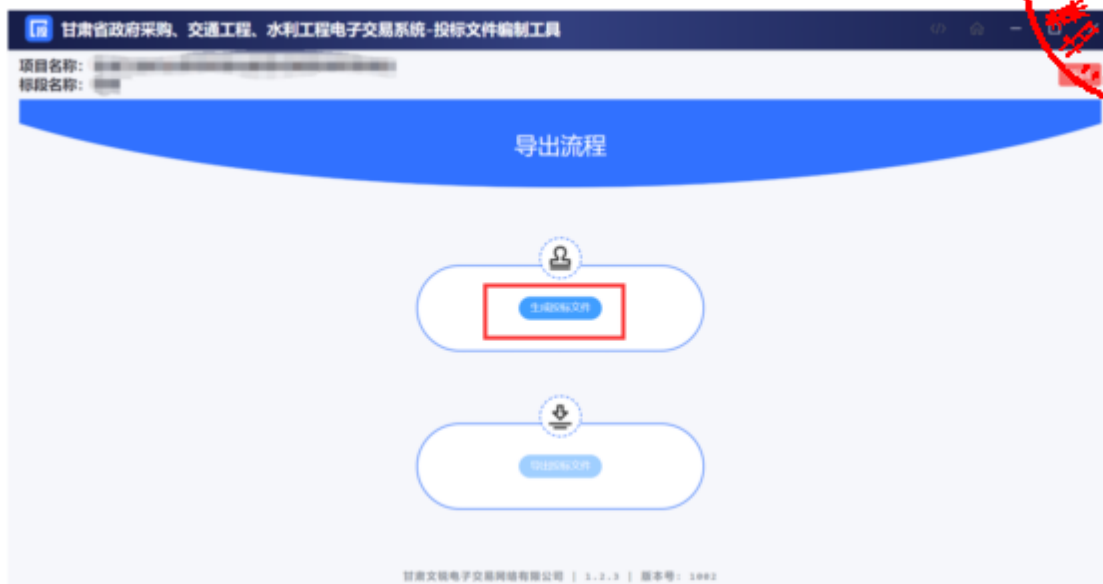 甘肃省政府采购、交通工程、水利工程电子交易系统-投标文件编制工具
项目名称:
标段名称:
导出流程
生成投标文件
导出投标文件
甘肃文锐电子交易网络有限公司 | 1.2.3 | 版本号: 1002